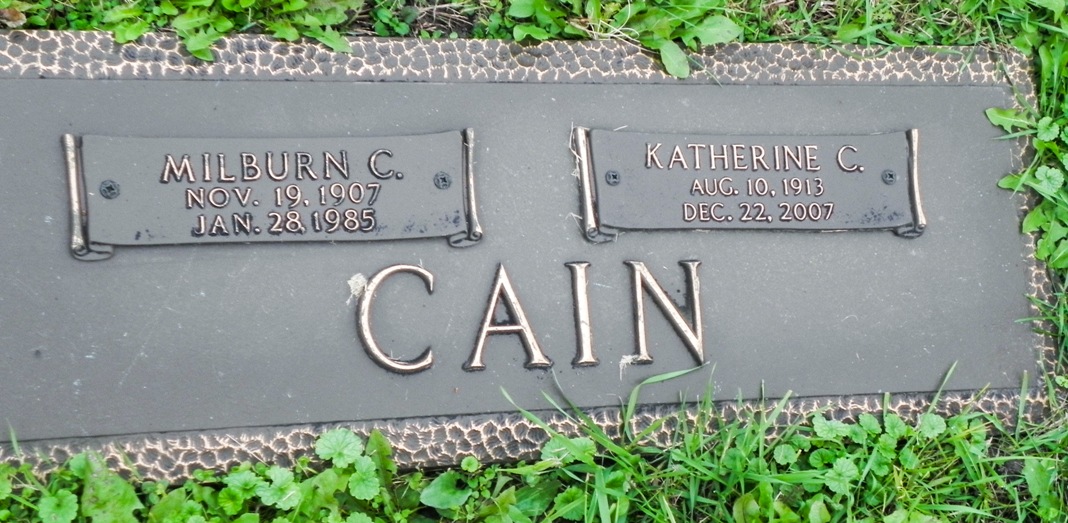 MILBURN C.
NOV. 19, 1907
JAN. 28, 1985
KATHERINE C.
AUG. 10, 1913
DEC. 22, 2007
CAIN